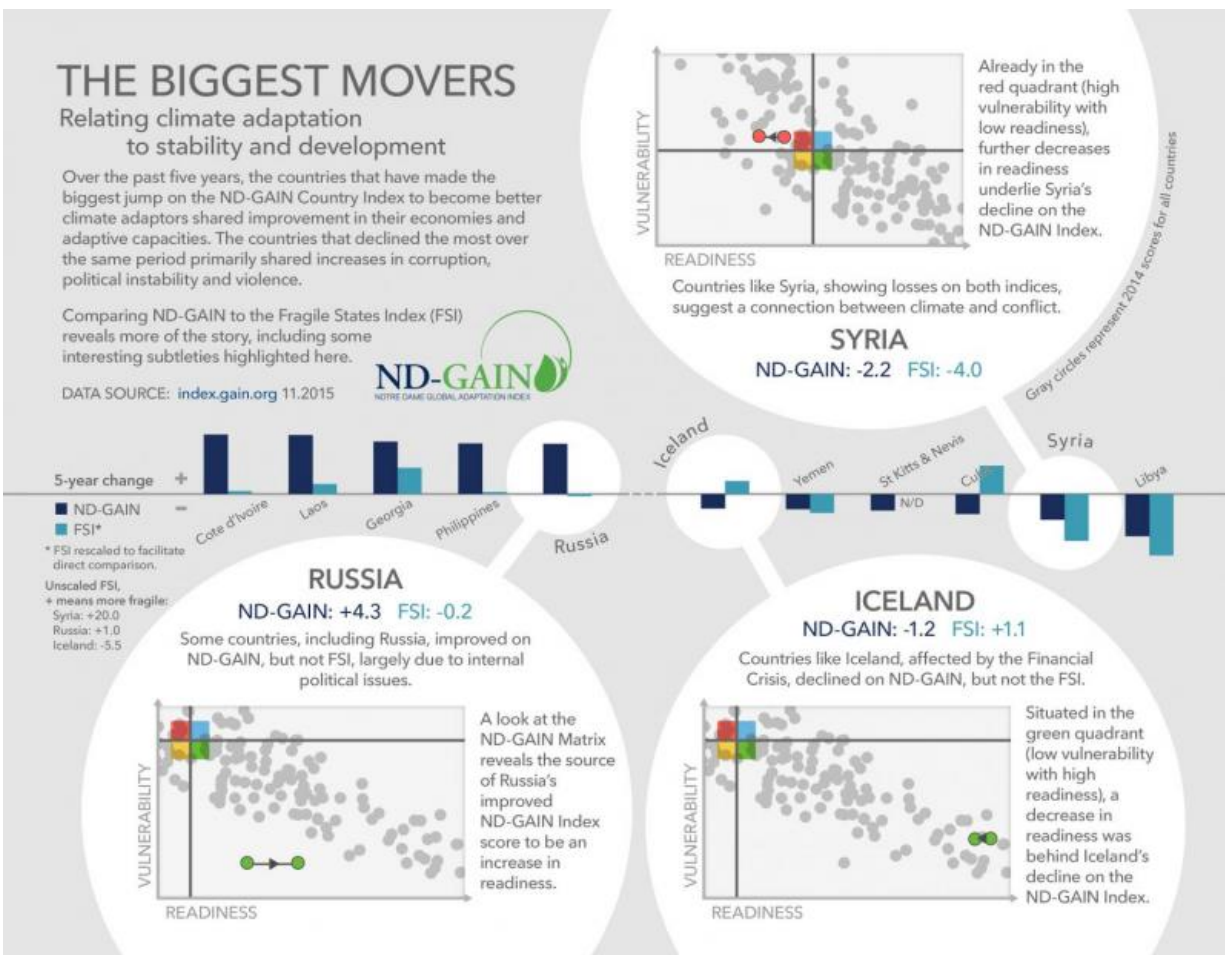 THE BIGGEST MOVERS
Relating climate adaptation
to stability and development
Over the past five years, the countries that have made the
biggest jump on the ND-GAIN Country Index to become better
climate adaptors shared improvement in their economies and
adaptive capacities. The countries that declined the most over
the same period primarily shared increases in corruption,
political instability and violence.
Comparing ND-GAIN to the Fragile States Index (FSI)
reveals more of the story, including some
interesting subtleties highlighted here.
DATA SOURCE: index.gain.org 11.2015
ND-GAIN
NOTRE DAME GLOBAL ADAPTATION INDEX
VULNERABILITY
READINESS
Already in the
red quadrant (high
vulnerability with
low readiness),
further decreases
in readiness
underlie Syria's
decline on the
ND-GAIN Index.
Countries like Syria, showing losses on both indices,
suggest a connection between climate and conflict.
SYRIA
ND-GAIN: -2.2 FSI: -4.0
Gray circles represent 2014 scores for all countries
5-year change + -
ND-GAIN
FSI*
* FSI rescaled to facilitate
direct comparison.
Unscaled FSI,
+ means more fragile:
Syria: +20.0
Russia: +1.0
Iceland: -5.5
Cote d'Ivoire
Laos
Georgia
Philippines
Russia
Iceland
Yemen
St Kitts & Nevis
N/D
Cuba
Syria
Libya
RUSSIA
ND-GAIN: +4.3 FSI: -0.2
Some countries, including Russia, improved on
ND-GAIN, but not FSI, largely due to internal
political issues.
VULNERABILITY
READINESS
A look at the
ND-GAIN Matrix
reveals the source
of Russia's
improved
ND-GAIN Index
score to be an
increase in
readiness.
ICELAND
ND-GAIN: -1.2 FSI: +1.1
Countries like Iceland, affected by the Financial
Crisis, declined on ND-GAIN, but not the FSI.
VULNERABILITY
READINESS
Situated in the
green quadrant
(low vulnerability
with high
readiness), a
decrease in
readiness was
behind Iceland's
decline on the
ND-GAIN Index.